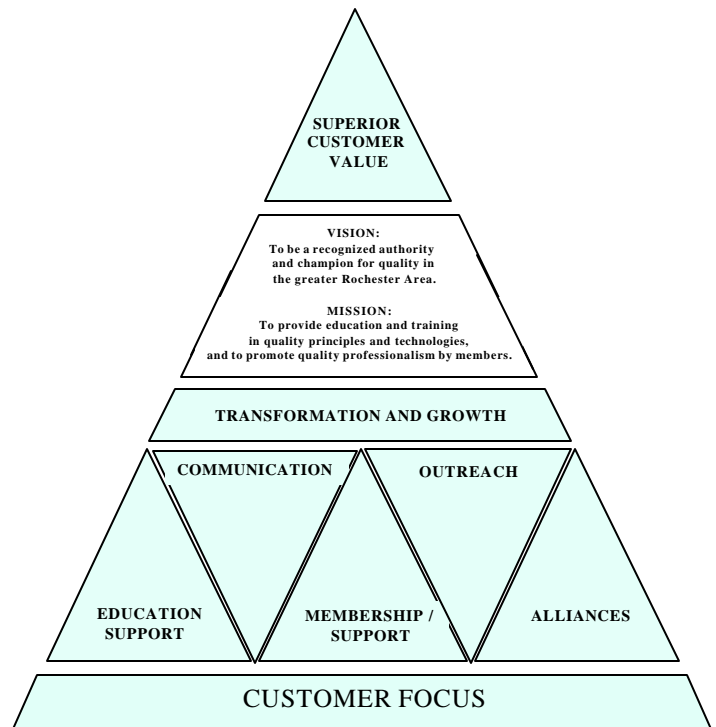 SUPERIOR
CUSTOMER
VALUE
VISION:
To be a recognized authority
and champion for quality in
the greater Rochester Area.
MISSION:
To provide education and training
in quality principles and technologies,
and to promote quality professionalism by members.
TRANSFORMATION AND GROWTH
COMMUNICATION
OUTREACH
EDUCATION
SUPPORT
MEMBERSHIP /
SUPPORT
ALLIANCES
CUSTOMER FOCUS